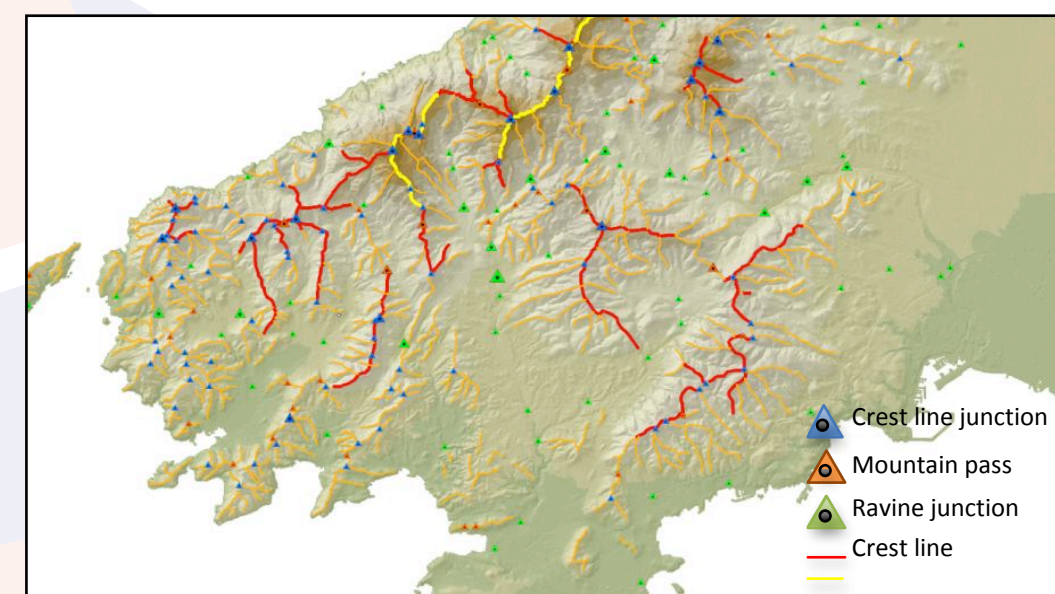 Crest line junction
Mountain pass
Ravine junction
Crest line